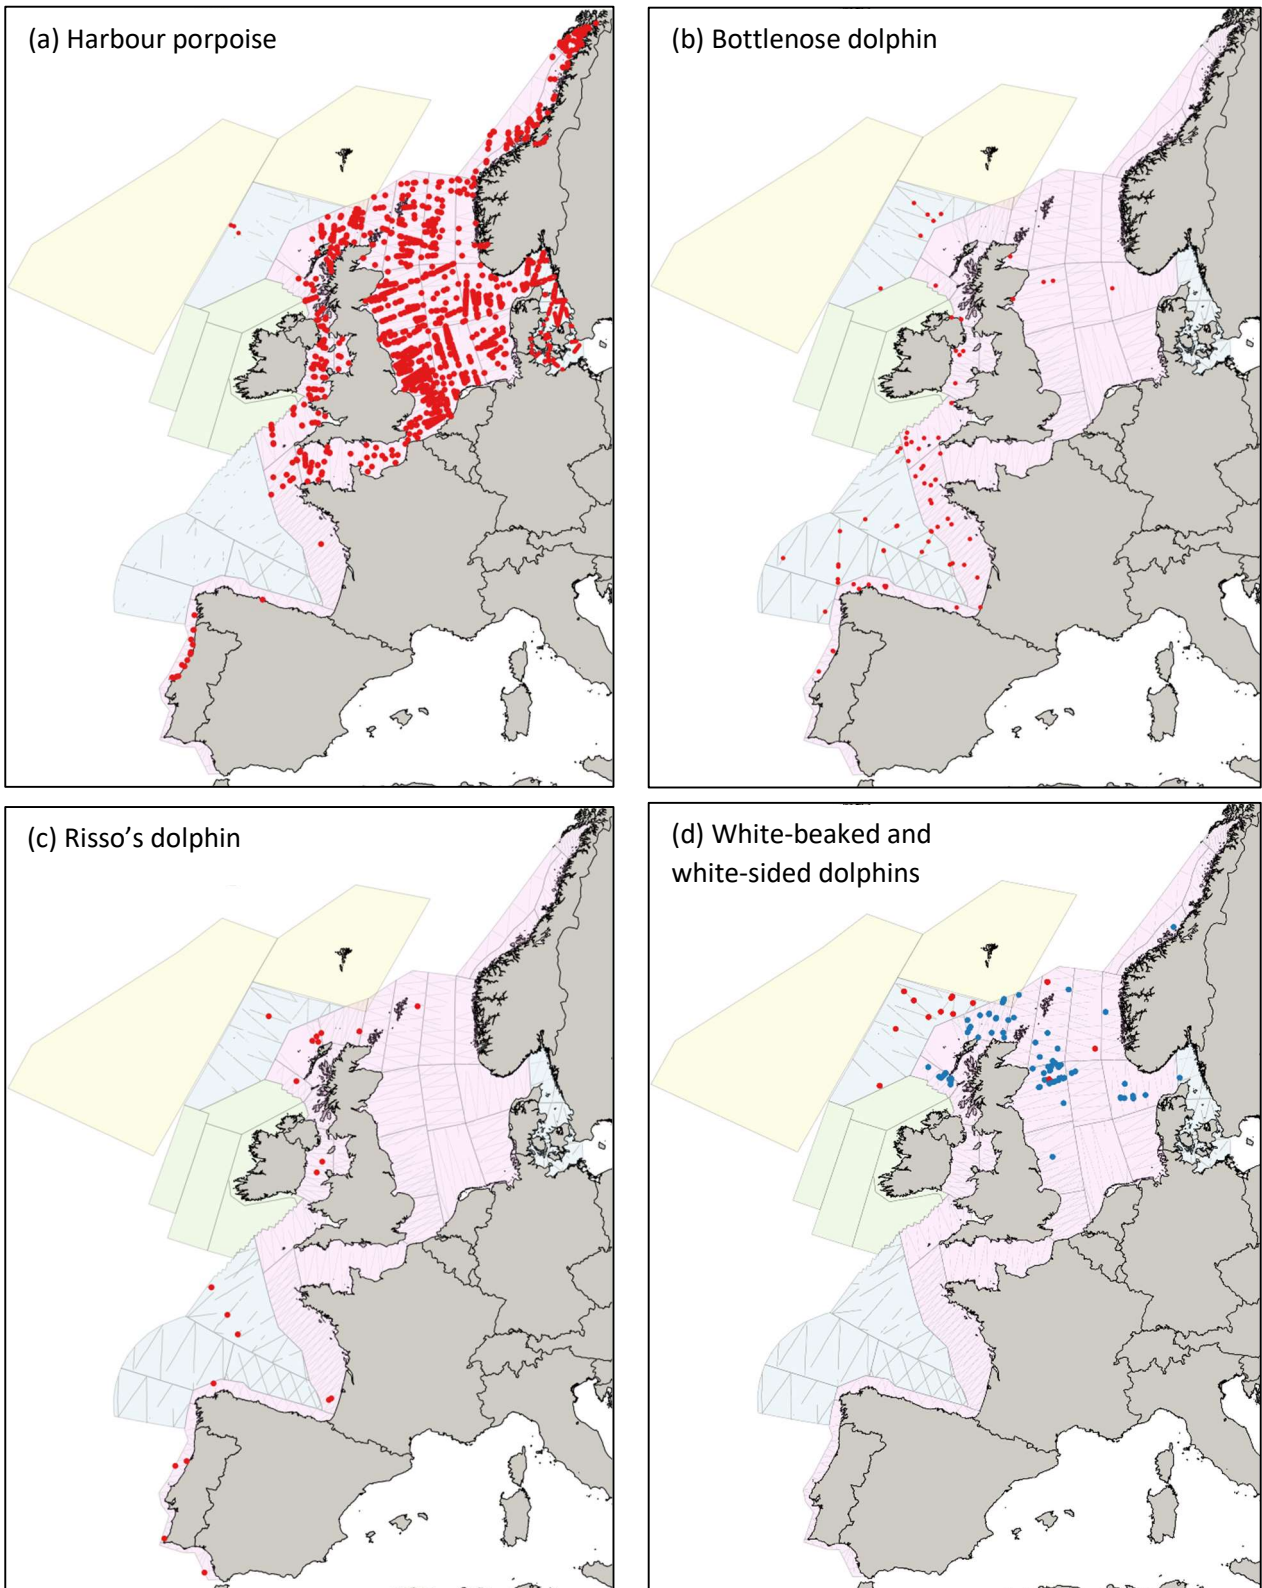 (a) Harbour porpoise
(b) Bottlenose dolphin
(c) Risso’s dolphin
(d) White-beaked and
white-sided dolphins